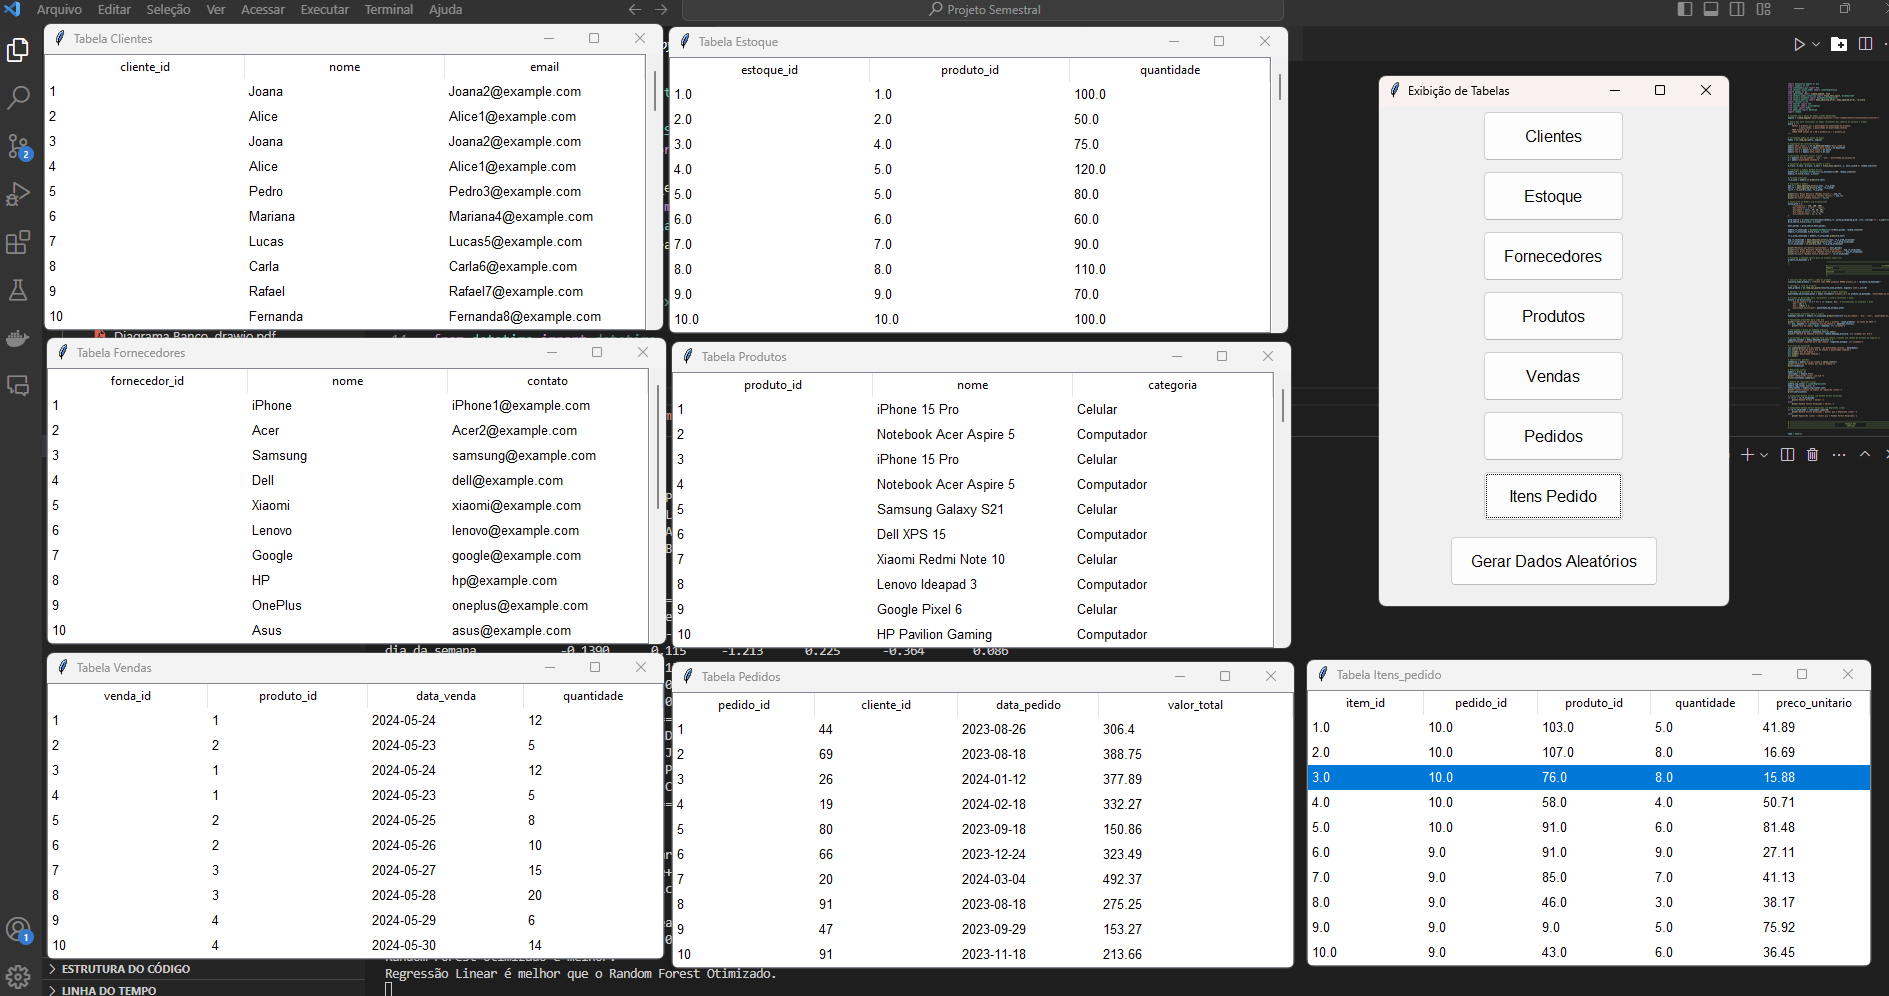 Arquivo Editar Seleção Ver Acessar Executar Terminal Ajuda
Projeto Semestral
Tabela Clientes
cliente_id nome email
1 Joana Joana2@example.com
2 Alice Alice1@example.com
3 Joana Joana2@example.com
4 Alice Alice1@example.com
5 Pedro Pedro3@example.com
6 Mariana Mariana4@example.com
7 Lucas Lucas5@example.com
8 Carla Carla6@example.com
9 Rafael Rafael7@example.com
10 Fernanda Fernanda8@example.com
Tabela Estoque
estoque_id produto_id quantidade
1.0 1.0 100.0
2.0 2.0 50.0
3.0 4.0 75.0
4.0 5.0 120.0
5.0 5.0 80.0
6.0 6.0 60.0
7.0 7.0 90.0
8.0 8.0 110.0
9.0 9.0 70.0
10.0 10.0 100.0
Exibição de Tabelas
Clientes
Estoque
Fornecedores
Produtos
Vendas
Pedidos
Itens Pedido
Gerar Dados Aleatórios
2
Diagrama Banco .drawio.pdf
14 from datetime import datetime
Tabela Fornecedores
fornecedor_id nome contato
1 iPhone iPhone1@example.com
2 Acer Acer2@example.com
3 Samsung samsung@example.com
4 Dell dell@example.com
5 Xiaomi xiaomi@example.com
6 Lenovo lenovo@example.com
7 Google google@example.com
8 HP hp@example.com
9 OnePlus oneplus@example.com
10 Asus asus@example.com
Tabela Produtos
produto_id nome categoria
1 iPhone 15 Pro Celular
2 Notebook Acer Aspire 5 Computador
3 iPhone 15 Pro Celular
4 Notebook Acer Aspire 5 Computador
5 Samsung Galaxy S21 Celular
6 Dell XPS 15 Computador
7 Xiaomi Redmi Note 10 Celular
8 Lenovo Ideapad 3 Computador
9 Google Pixel 6 Celular
10 HP Pavilion Gaming Computador
dia_da_semana -0.1390 0.115 -1.213 0.225 -0.364 0.086
Tabela Vendas
venda_id produto_id data_venda quantidade
1 1 2024-05-24 12
2 2 2024-05-23 5
3 1 2024-05-24 12
4 1 2024-05-23 5
5 2 2024-05-25 8
6 2 2024-05-26 10
7 3 2024-05-27 15
8 3 2024-05-28 20
9 4 2024-05-29 6
10 4 2024-05-30 14
Tabela Pedidos
pedido_id cliente_id data_pedido valor_total
1 44 2023-08-26 306.4
2 69 2023-08-18 388.75
3 26 2024-01-12 377.89
4 19 2024-02-18 332.27
5 80 2023-09-18 150.86
6 66 2023-12-24 323.49
7 20 2024-03-04 492.37
8 91 2023-08-18 275.25
9 47 2023-09-29 153.27
10 91 2023-11-18 213.66
Tabela Itens_pedido
item_id pedido_id produto_id quantidade preco_unitario
1.0 10.0 103.0 5.0 41.89
2.0 10.0 107.0 8.0 16.69
3.0 10.0 76.0 8.0 15.88
4.0 10.0 58.0 4.0 50.71
5.0 10.0 91.0 6.0 81.48
6.0 9.0 91.0 9.0 27.11
7.0 9.0 85.0 7.0 41.13
8.0 9.0 46.0 3.0 38.17
9.0 9.0 9.0 5.0 75.92
10.0 9.0 43.0 6.0 36.45
1
Random Forest Otimizado é melhor.
Regressão Linear é melhor que o Random Forest Otimizado.
ESTRUTURA DO CÓDIGO
LINHA DO TEMPO